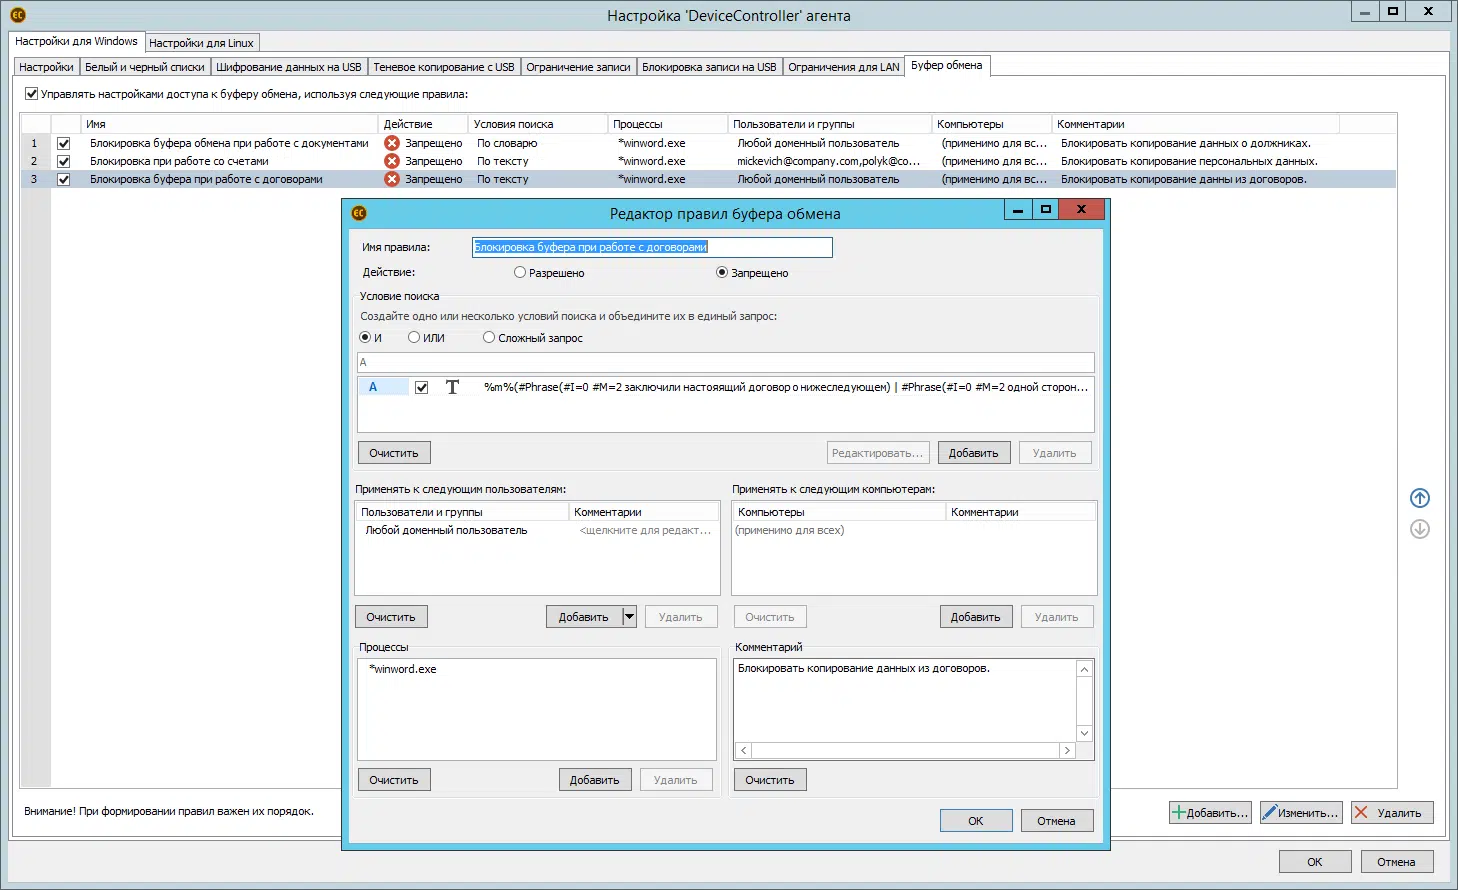 Настройка 'DeviceController' агента
Настройки для Windows Настройки для Linux
Настройки Белый и черный списки Шифрование данных на USB Теневое копирование с USB Ограничение записи Блокировка записи на USB Ограничения для LAN Буфер обмена
Управлять настройками доступа к буферу обмена, используя следующие правила:
Имя Действие Условия поиска Процессы Пользователи и группы Компьютеры Комментарии
1 Блокировка буфера обмена при работе с документами Запрещено По словарю *winword.exe Любой доменный пользователь (применимо для вс... Блокировать копирование данных о должниках.
2 Блокировка при работе со счетами Запрещено По тексту *winword.exe mickevich@company.com,polyk@co... (применимо для вс... Блокировать копирование персональных данных.
3 Блокировка буфера при работе с договорами Запрещено По тексту *winword.exe Любой доменный пользователь (применимо для вс... Блокировать копирование данны из договоров.
Редактор правил буфера обмена
Имя правила: Блокировка буфера при работе с договорами
Действие: Разрешено Запрещено
Условие поиска
Создайте одно или несколько условий поиска и объедините их в единый запрос:
И ИЛИ Сложный запрос
A
A T %m%(#Phrase(#I=0 #M=2 заключили настояящий договор о нижеследующем) | #Phrase(#I=0 #M=2 одной сторон...
Очистить Редактировать... Добавить Удалить
Применять к следующим пользователям: Применять к следующим компьютерам:
Пользователи и группы Комментарии Компьютеры Комментарии
Любой доменный пользователь <щелкните для редакт... (применимо для всех)
Очистить Добавить Удалить Очистить Добавить Удалить
Процессы Комментарий
*winword.exe Блокировать копирование данных из договоров.
Очистить Добавить Удалить Очистить
OK Отмена
Внимание! При формировании правил важен их порядок. Добавить... Изменить... Удалить
OK Отмена